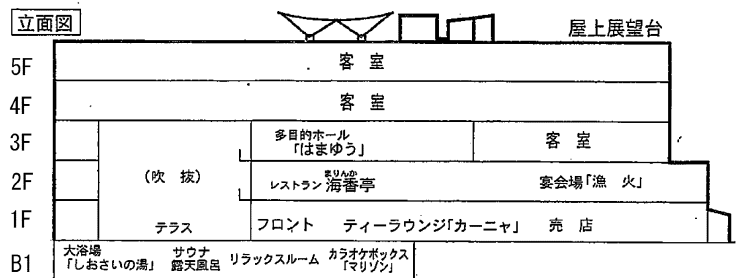 立面図
屋上展望台
5F 客室
4F 客室
3F 多目的ホール 客室
「はまゆう」
(吹抜)
まりんか
2F レストラン 海香亭 宴会場「漁火」
1F テラス フロント ティーラウンジ「カーニャ」 売店
B1 大浴場 サウナ リラックスルーム カラオケボックス
「しおさいの湯」 露天風呂 「マリゾン」